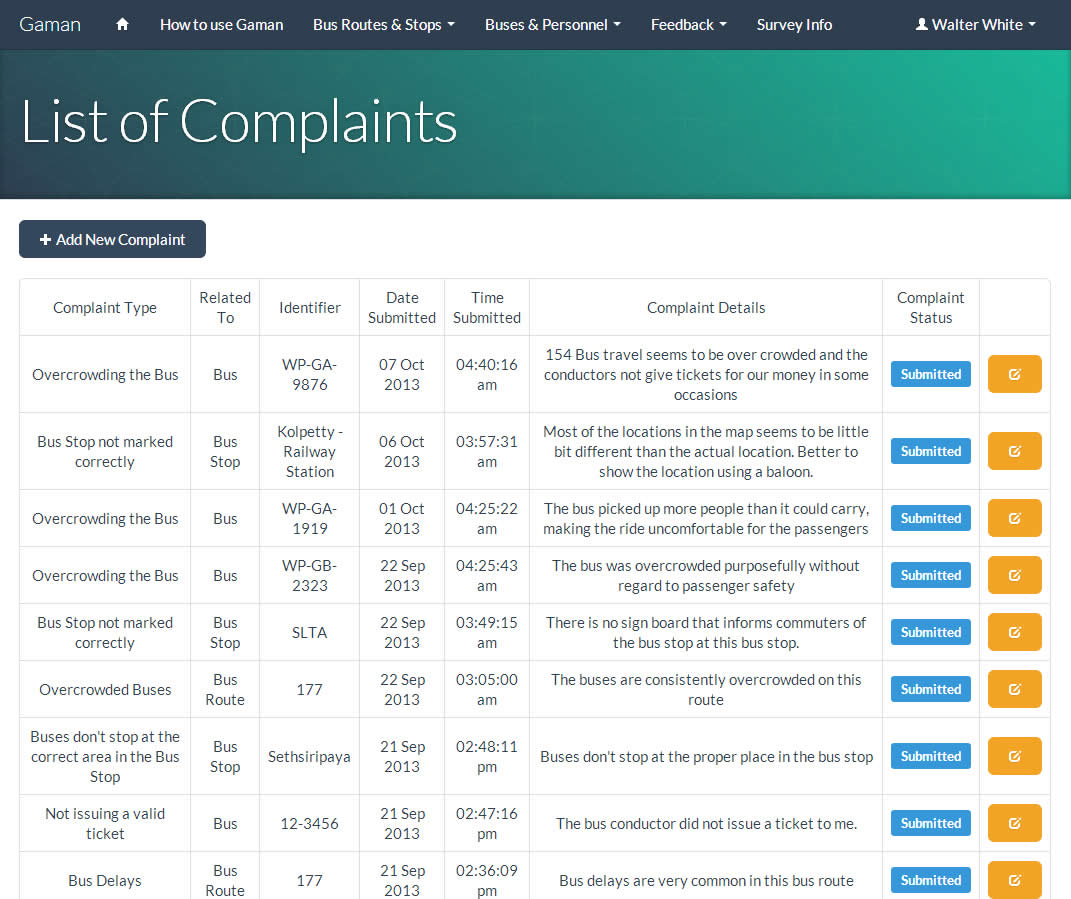 Gaman How to use Gaman Bus Routes & Stops Buses & Personnel Feedback Survey Info Walter White
List of Complaints
Add New Complaint
Complaint Type
Related
To
Identifier
Date
Submitted
Time
Submitted
Complaint Details
Complaint
Status
Overcrowding the Bus
Bus
WP-GA-
9876
07 Oct
2013
04:40:16
am
154 Bus travel seems to be over crowded and the
conductors not give tickets for our money in some
occasions
Submitted
Bus Stop not marked
correctly
Bus
Stop
Kolpetty -
Railway
Station
06 Oct
2013
03:57:31
am
Most of the locations in the map seems to be little
bit different than the actual location. Better to
show the location using a baloon.
Submitted
Overcrowding the Bus
Bus
WP-GA-
1919
01 Oct
2013
04:25:22
am
The bus picked up more people than it could carry,
making the ride uncomfortable for the passengers
Submitted
Overcrowding the Bus
Bus
WP-GB-
2323
22 Sep
2013
04:25:43
am
The bus was overcrowded purposefully without
regard to passenger safety
Submitted
Bus Stop not marked
correctly
Bus
Stop
SLTA
22 Sep
2013
03:49:15
am
There is no sign board that informs commuters of
the bus stop at this bus stop.
Submitted
Overcrowded Buses
Bus
Route
177
22 Sep
2013
03:05:00
am
The buses are consistently overcrowded on this
route
Submitted
Buses don't stop at the
correct area in the Bus
Stop
Bus
Stop
Sethsiripaya
21 Sep
2013
02:48:11
pm
Buses don't stop at the proper place in the bus stop
Submitted
Not issuing a valid
ticket
Bus
12-3456
21 Sep
2013
02:47:16
pm
The bus conductor did not issue a ticket to me.
Submitted
Bus Delays
Bus
Route
177
21 Sep
2013
02:36:09
pm
Bus delays are very common in this bus route
Submitted